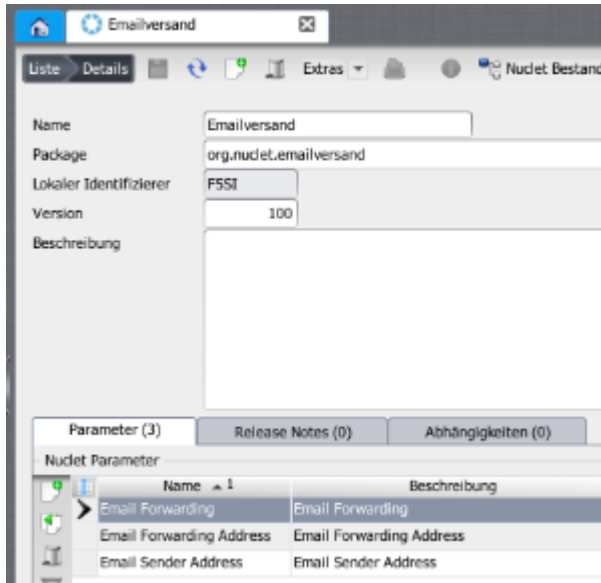 Emailversand
Liste Details Extras Nuclet Bestand
Name Emailversand
Package org.nuclet.emailversand
Lokaler Identifizierer F5SI
Version 100
Beschreibung
Parameter (3) Release Notes (0) Abhängigkeiten (0)
Nuclet Parameter
Name 1 Beschreibung
Email Forwarding Email Forwarding
Email Forwarding Address Email Forwarding Address
Email Sender Address Email Sender Address